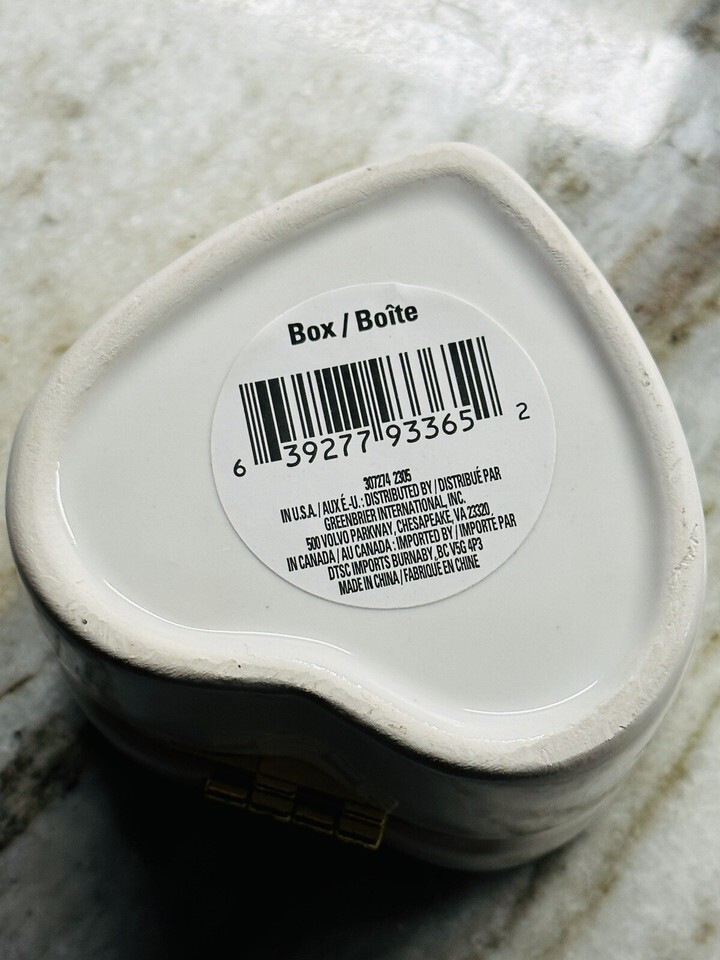 Box / Boîte
6 39277 93365 2
307274 2305
IN U.S.A. / AUX É.-U. : DISTRIBUTED BY / DISTRIBUÉ PAR
GREENBRIER INTERNATIONAL, INC.
500 VOLVO PARKWAY, CHESAPEAKE, VA 23320.
IN CANADA / AU CANADA : IMPORTED BY / IMPORTÉ PAR
DTSC IMPORTS BURNABY, BC V5G 4P3
MADE IN CHINA / FABRIQUÉ EN CHINE